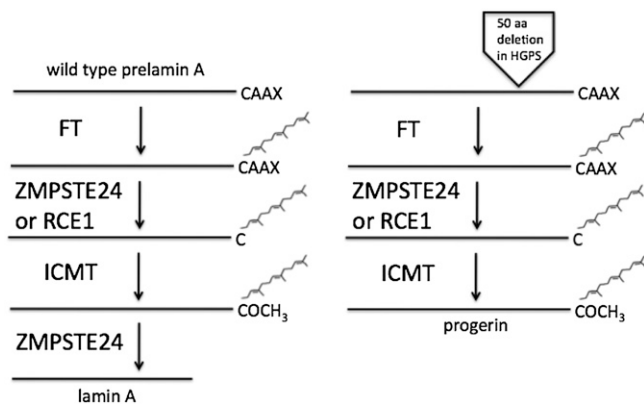 wild type prelamin A
CAAX
FT
CAAX
ZMPSTE24
or RCE1
C
ICMT
COCH₃
ZMPSTE24
lamin A
50 aa
deletion
in HGPS
CAAX
FT
CAAX
ZMPSTE24
or RCE1
C
ICMT
COCH₃
progerin